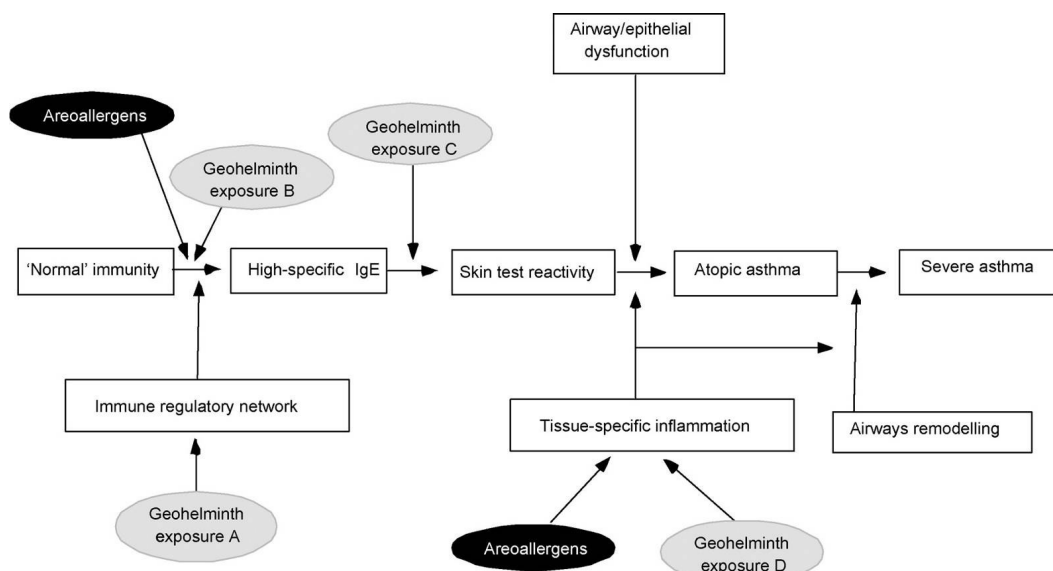 Airway/epithelial
dysfunction
Areoallergens
Geohelminth
exposure B
Geohelminth
exposure C
‘Normal’ immunity
High-specific IgE
Skin test reactivity
Atopic asthma
Severe asthma
Immune regulatory network
Tissue-specific inflammation
Airways remodelling
Geohelminth
exposure A
Areoallergens
Geohelminth
exposure D